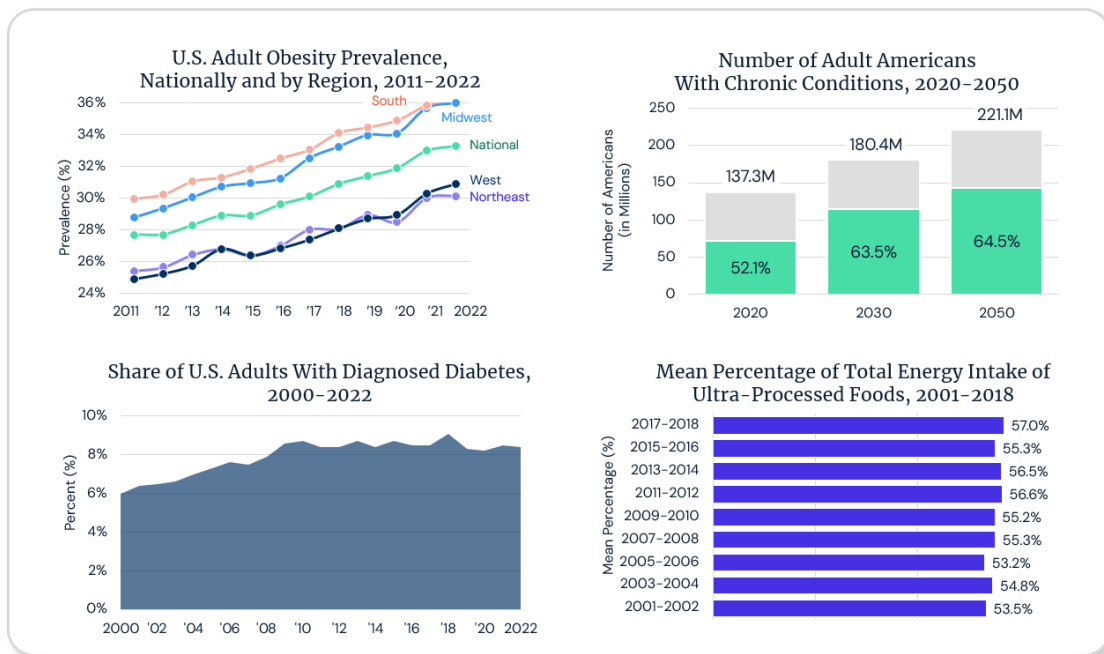 U.S. Adult Obesity Prevalence,
Nationally and by Region, 2011-2022
Prevalence (%)
36%
34%
32%
30%
28%
26%
24%
South
Midwest
National
West
Northeast
2011 '12 '13 '14 '15 '16 '17 '18 '19 '20 '21 2022
Number of Adult Americans
With Chronic Conditions, 2020-2050
Number of Americans
(in Millions)
250
200
150
100
50
0
137.3M
180.4M
221.1M
52.1%
63.5%
64.5%
2020 2030 2050
Share of U.S. Adults With Diagnosed Diabetes,
2000-2022
Percent (%)
10%
8%
6%
4%
2%
0%
2000 '02 '04 '06 '08 '10 '12 '14 '16 '18 '20 2022
Mean Percentage of Total Energy Intake of
Ultra-Processed Foods, 2001-2018
Mean Percentage (%)
2017-2018 57.0%
2015-2016 55.3%
2013-2014 56.5%
2011-2012 56.6%
2009-2010 55.2%
2007-2008 55.3%
2005-2006 53.2%
2003-2004 54.8%
2001-2002 53.5%